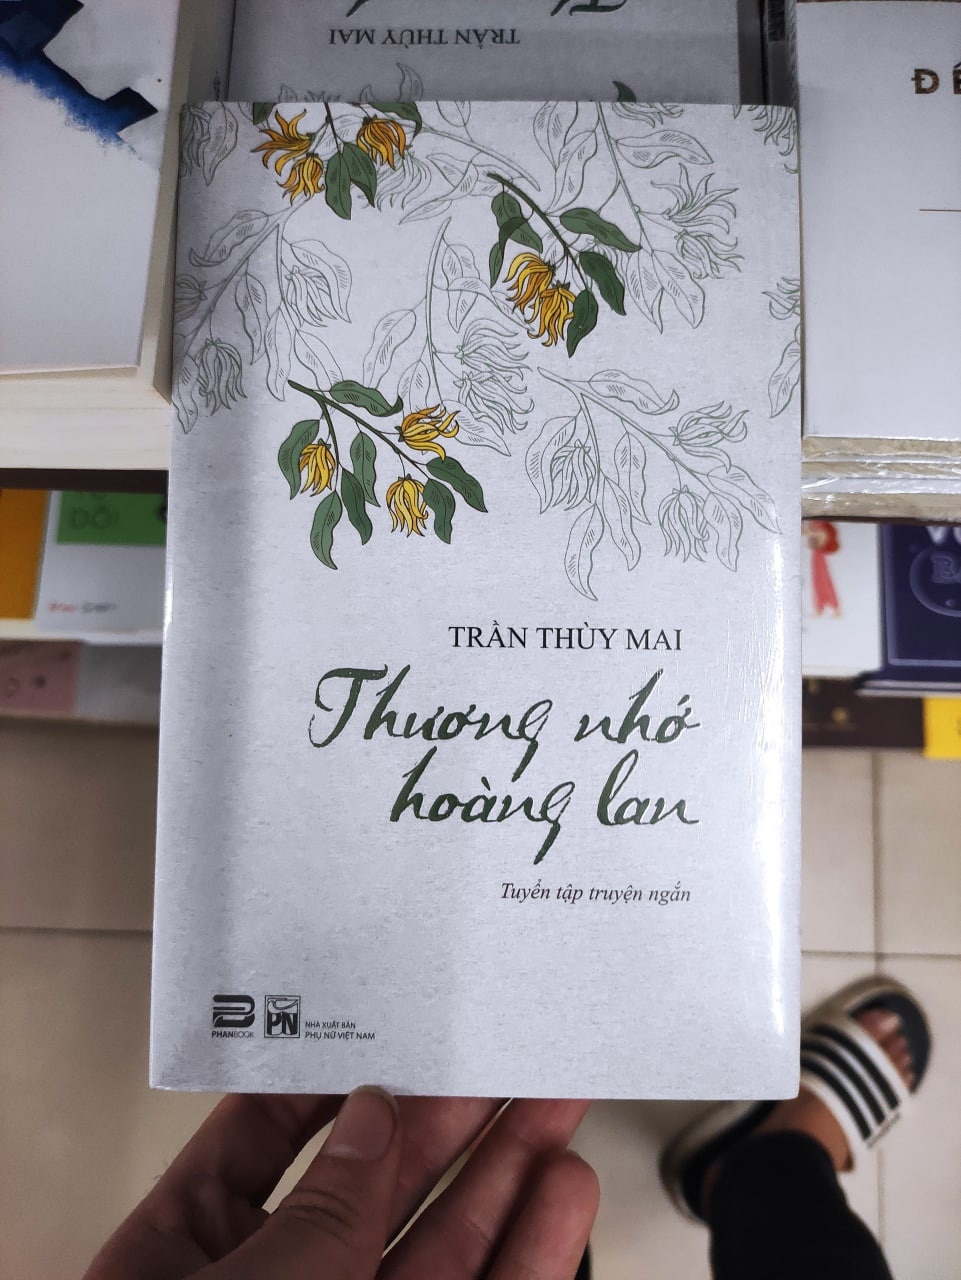 TRẦN THÙY MAI
ĐÊ
TRẦN THÙY MAI
Thương nhớ
hoàng lan
Tuyển tập truyện ngắn
PHANBOOK
PN
NHÀ XUẤT BẢN
PHỤ NỮ VIỆT NAM